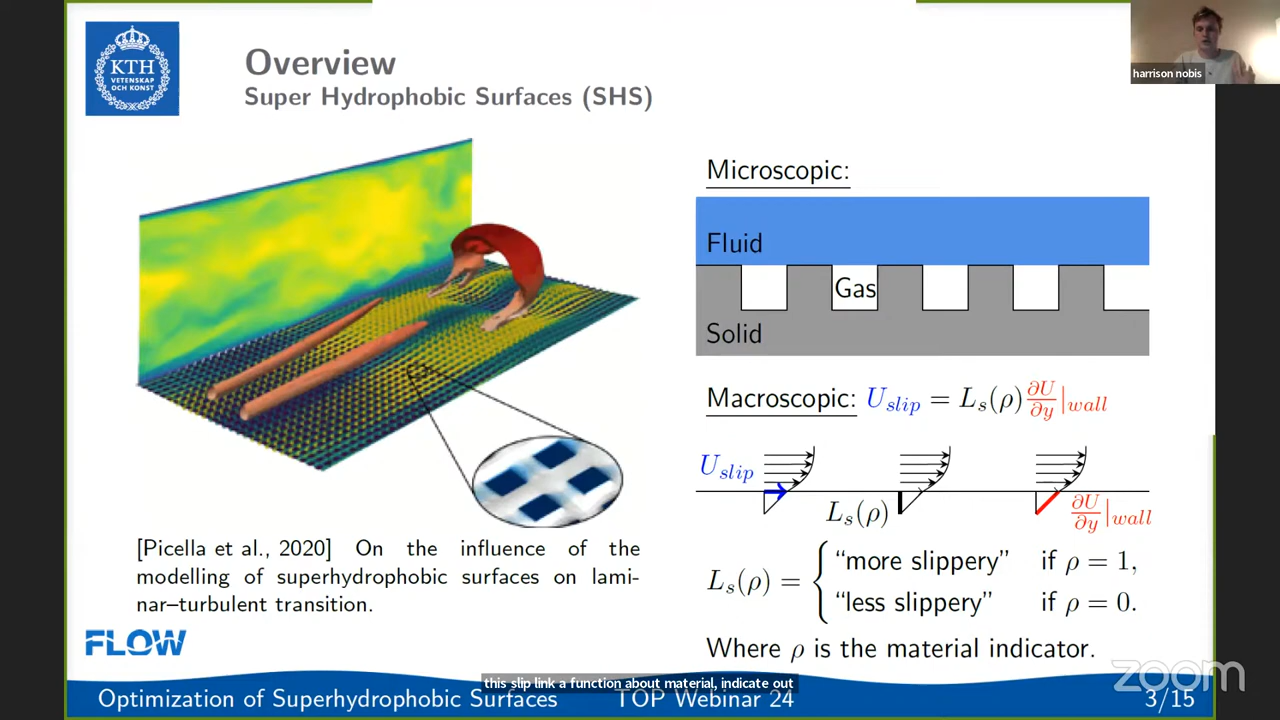 KTH
VETENSKAP
OCH KONST
Overview
Super Hydrophobic Surfaces (SHS)
harrison nobis
Microscopic:
Fluid
Gas
Solid
Macroscopic: U_slip = L_s(ρ) ∂U/∂y|_wall
U_slip
L_s(ρ)
∂U/∂y|_wall
L_s(ρ) = { “more slippery” if ρ = 1,
“less slippery” if ρ = 0.
Where ρ is the material indicator.
[Picella et al., 2020] On the influence of the
modelling of superhydrophobic surfaces on lami-
nar–turbulent transition.
FLOW
zoom
this slip link a function about material, indicate out
Optimization of Superhydrophobic Surfaces TOP Webinar 24 3/15